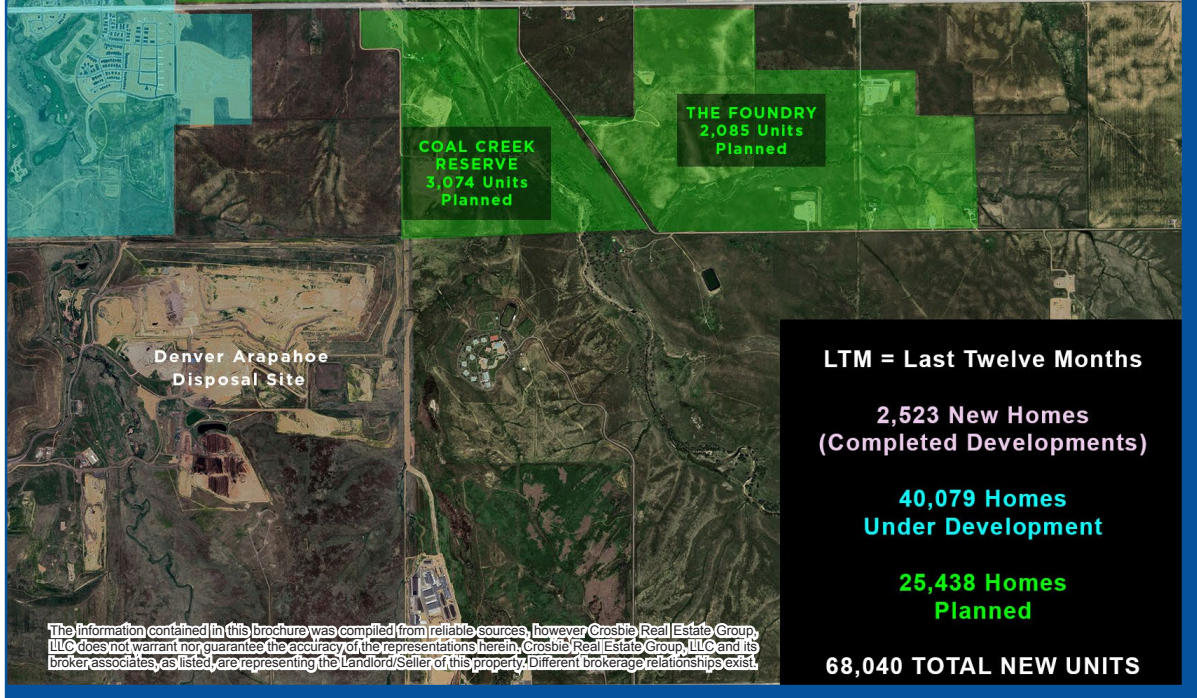 COAL CREEK
RESERVE
3,074 Units
Planned
THE FOUNDRY
2,085 Units
Planned
Denver Arapahoe
Disposal Site
LTM = Last Twelve Months
2,523 New Homes
(Completed Developments)
40,079 Homes
Under Development
25,438 Homes
Planned
68,040 TOTAL NEW UNITS
The information contained in this brochure was compiled from reliable sources, however Crosbie Real Estate Group,
LLC does not warrant nor guarantee the accuracy of the representations herein. Crosbie Real Estate Group, LLC and its
broker associates, as listed, are representing the Landlord/Seller of this property. Different brokerage relationships exist.